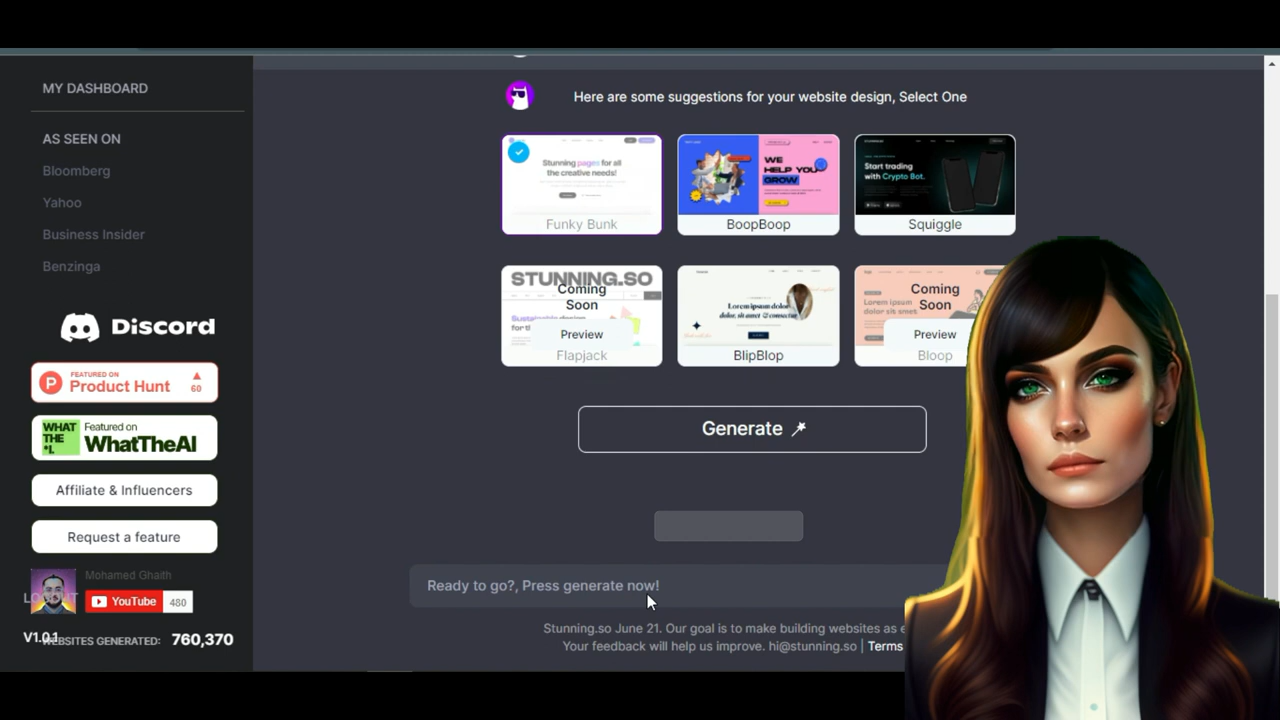 MY DASHBOARD
AS SEEN ON
Bloomberg
Yahoo
Business Insider
Benzinga
Discord
FEATURED ON
Product Hunt
60
WHAT
THE
*L
Featured on
WhatTheAI
Affiliate & Influencers
Request a feature
Mohamed Ghaith
LOGOUT
YouTube
480
V1.0.1
WEBSITES GENERATED: 760,370
Here are some suggestions for your website design, Select One
Stunning pages for all
the creative needs!
Funky Bunk
WE
HELP YOU
GROW
BoopBoop
Start trading
with Crypto Bot.
Squiggle
STUNNING.SO
Coming
Soon
Preview
Flapjack
Lorem ipsum dolor
dolor, sit amet & consectur
BlipBlop
Coming
Soon
Lorem ipsum
Preview
Bloop
Generate
Ready to go?, Press generate now!
Stunning.so June 21. Our goal is to make building websites as e
Your feedback will help us improve. hi@stunning.so | Terms